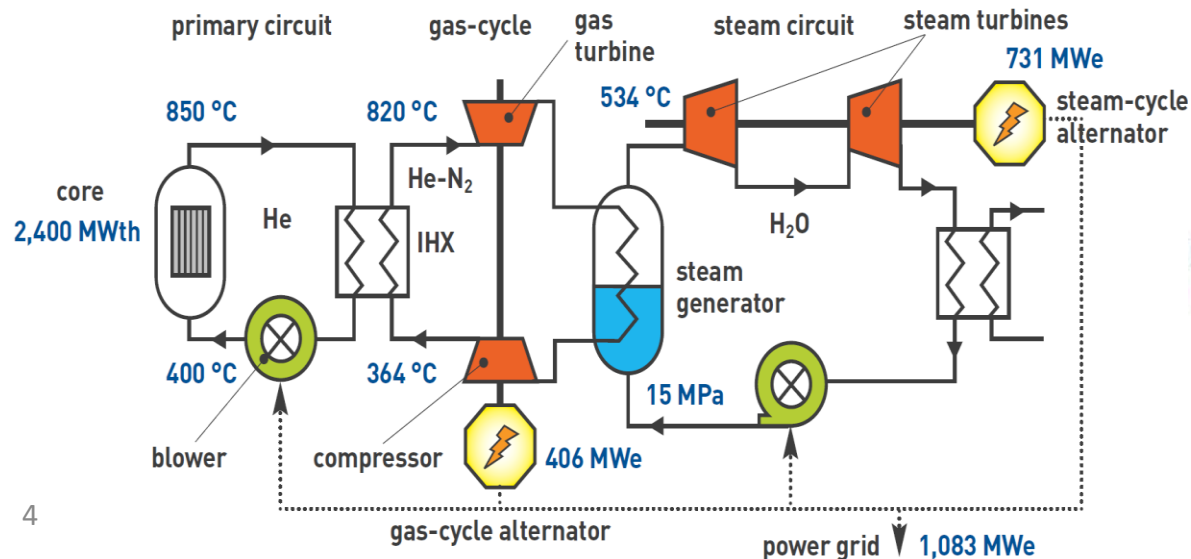 primary circuit
gas-cycle
gas
turbine
steam circuit
steam turbines
731 MWe
steam-cycle
alternator
850 °C
820 °C
534 °C
core
2,400 MWth
He
He-N₂
IHX
H₂O
steam
generator
400 °C
364 °C
15 MPa
blower
compressor
406 MWe
4
gas-cycle alternator
power grid
1,083 MWe